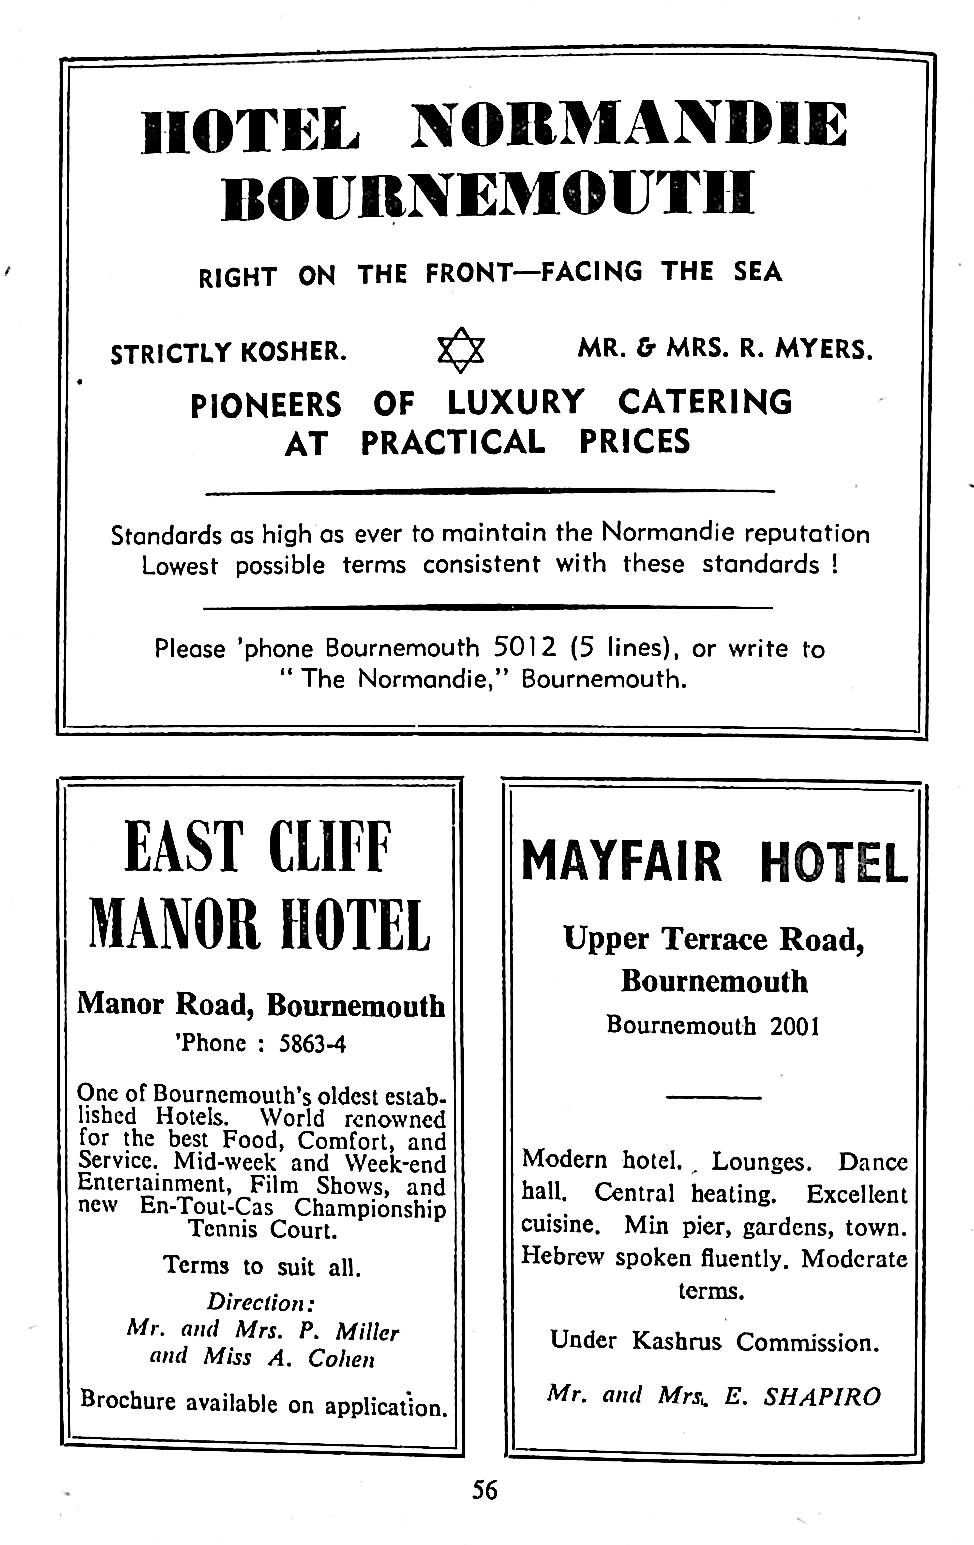 HOTEL NORMANDIE
BOURNEMOUTH
RIGHT ON THE FRONT—FACING THE SEA
STRICTLY KOSHER. MR. & MRS. R. MYERS.
PIONEERS OF LUXURY CATERING
AT PRACTICAL PRICES
Standards as high as ever to maintain the Normandie reputation
Lowest possible terms consistent with these standards !
Please 'phone Bournemouth 5012 (5 lines), or write to
" The Normandie," Bournemouth.
EAST CLIFF
MANOR HOTEL
Manor Road, Bournemouth
'Phone : 5863-4
One of Bournemouth's oldest estab-
lished Hotels. World renowned
for the best Food, Comfort, and
Service. Mid-week and Week-end
Entertainment, Film Shows, and
new En-Tout-Cas Championship
Tennis Court.
Terms to suit all.
Direction:
Mr. and Mrs. P. Miller
and Miss A. Cohen
Brochure available on application.
MAYFAIR HOTEL
Upper Terrace Road,
Bournemouth
Bournemouth 2001
Modern hotel. Lounges. Dance
hall. Central heating. Excellent
cuisine. Min pier, gardens, town.
Hebrew spoken fluently. Moderate
terms.
Under Kashrus Commission.
Mr. and Mrs. E. SHAPIRO
56